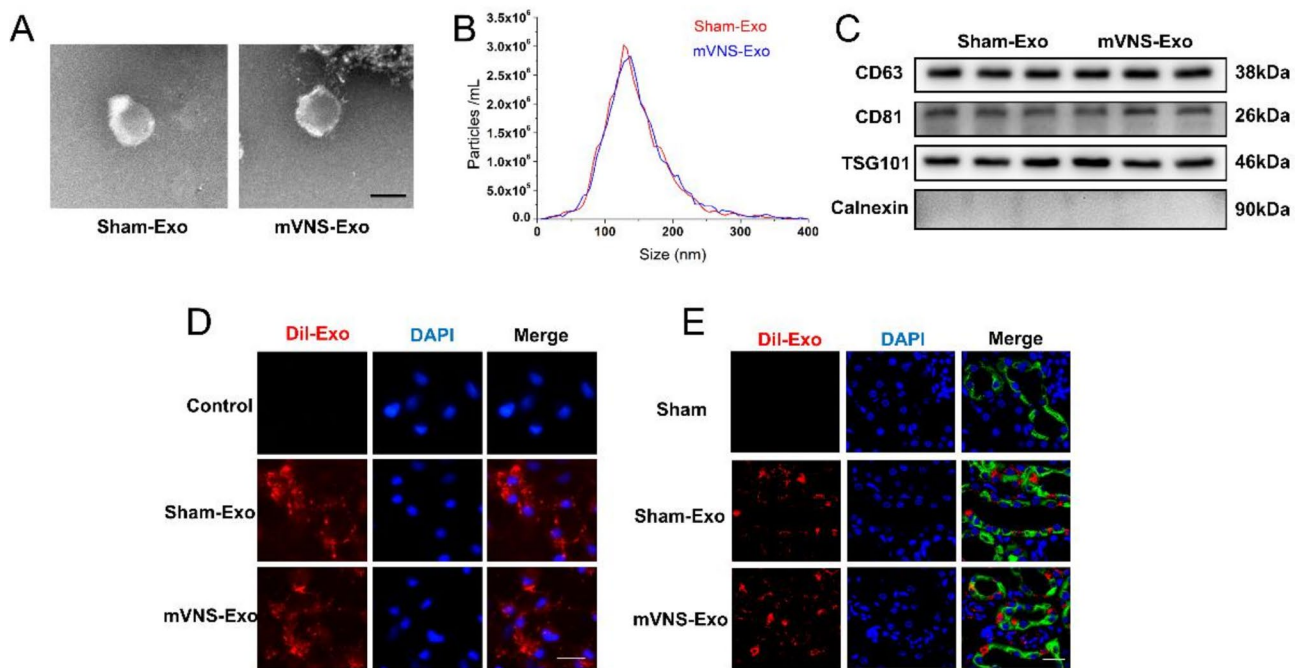 A
Sham-Exo mVNS-Exo
B
Sham-Exo
mVNS-Exo
Particles /mL
3.5x10⁶
3.0x10⁶
2.5x10⁶
2.0x10⁶
1.5x10⁶
1.0x10⁶
5.0x10⁵
0.0
0 100 200 300 400
Size (nm)
C
Sham-Exo mVNS-Exo
CD63 38kDa
CD81 26kDa
TSG101 46kDa
Calnexin 90kDa
D
Dil-Exo DAPI Merge
Control
Sham-Exo
mVNS-Exo
E
Dil-Exo DAPI Merge
Sham
Sham-Exo
mVNS-Exo